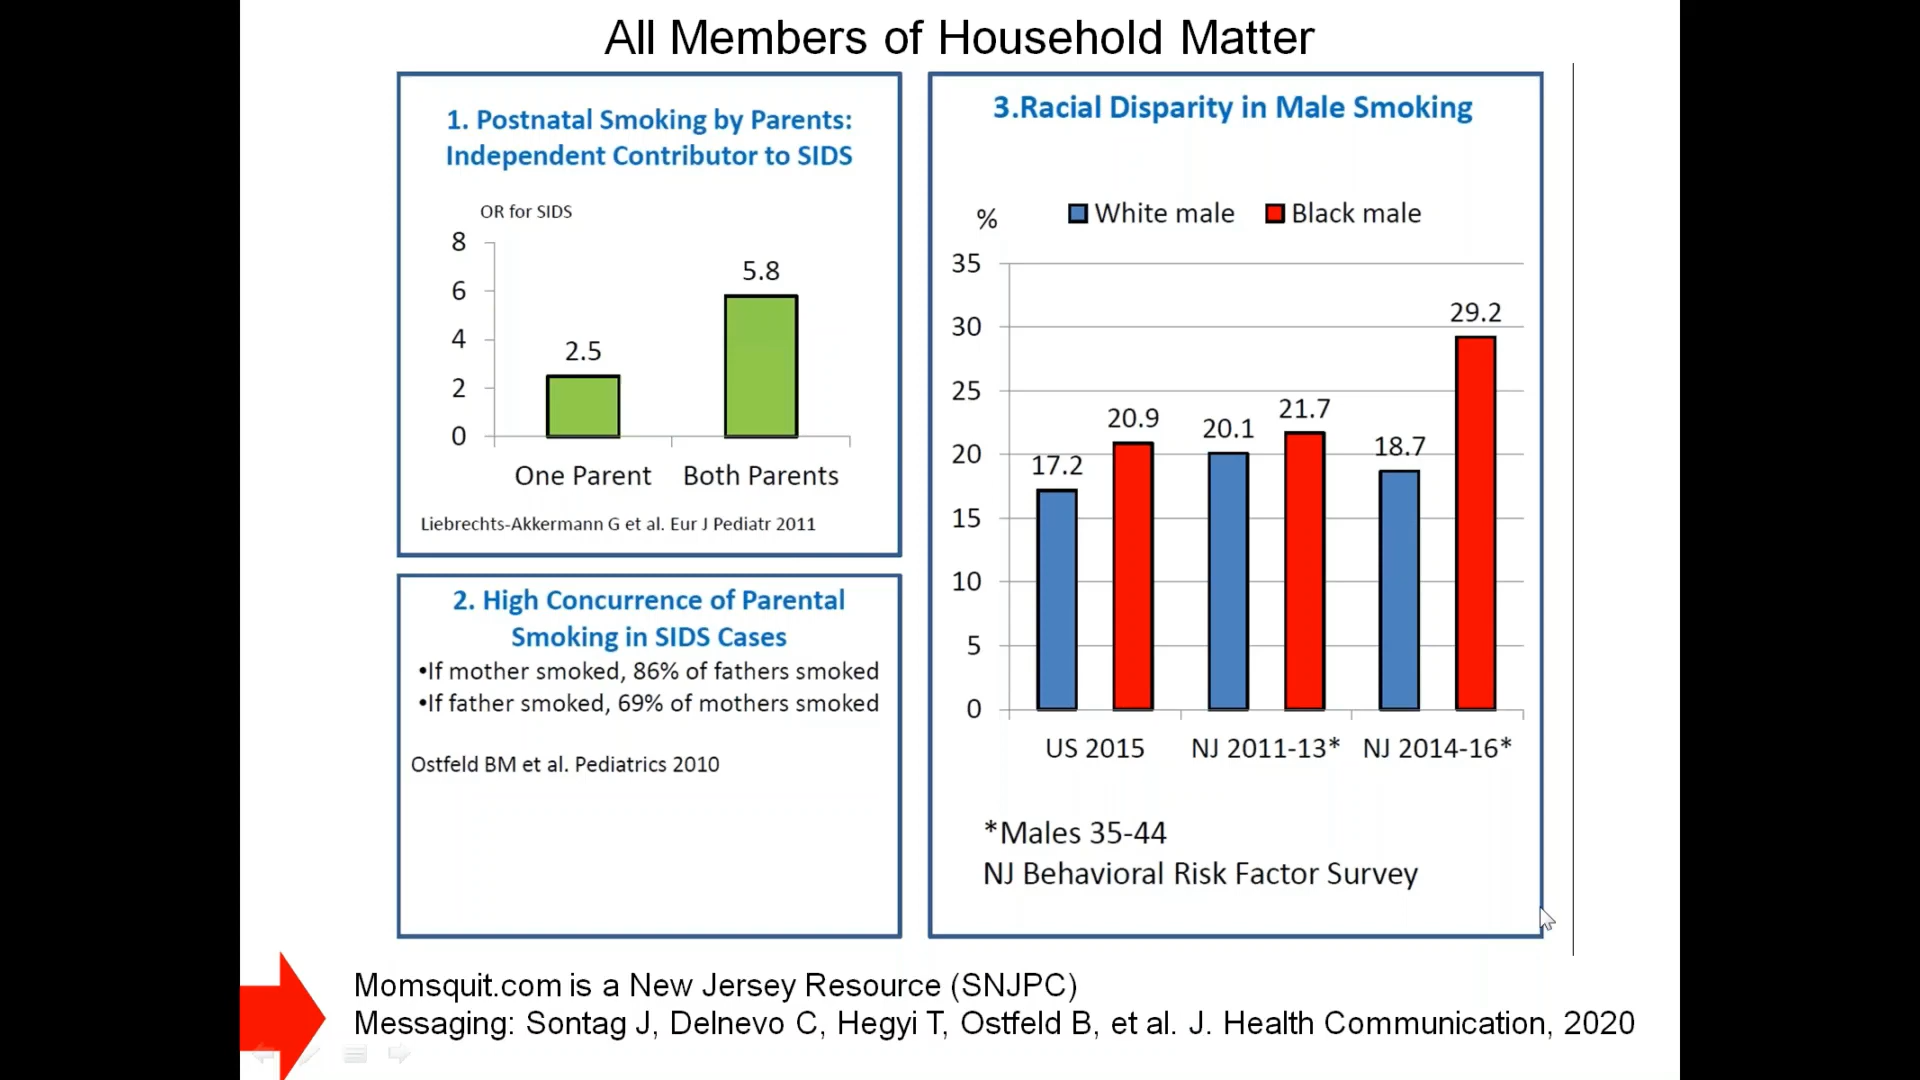 All Members of Household Matter
1. Postnatal Smoking by Parents:
Independent Contributor to SIDS
OR for SIDS
8
6
4
2
0
2.5
5.8
One Parent
Both Parents
Liebrechts-Akkermann G et al. Eur J Pediatr 2011
2. High Concurrence of Parental
Smoking in SIDS Cases
•If mother smoked, 86% of fathers smoked
•If father smoked, 69% of mothers smoked
Ostfeld BM et al. Pediatrics 2010
3.Racial Disparity in Male Smoking
%
White male
Black male
35
30
25
20
15
10
5
0
17.2
20.9
20.1
21.7
18.7
29.2
US 2015
NJ 2011-13*
NJ 2014-16*
*Males 35-44
NJ Behavioral Risk Factor Survey
Momsquit.com is a New Jersey Resource (SNJPC)
Messaging: Sontag J, Delnevo C, Hegyi T, Ostfeld B, et al. J. Health Communication, 2020